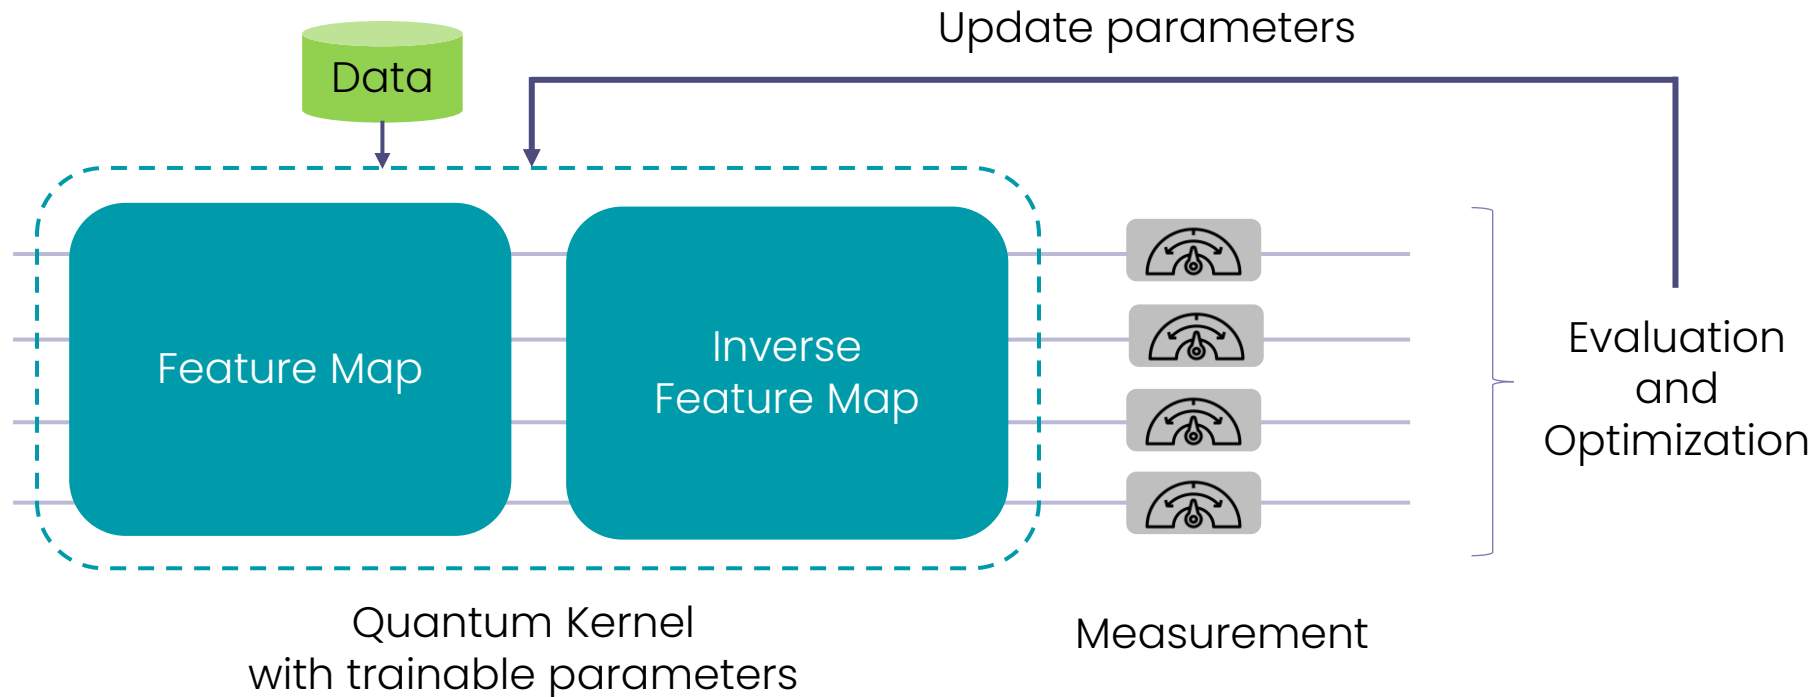 Update parameters
Data
Feature Map
Inverse
Feature Map
Evaluation
and
Optimization
Quantum Kernel
with trainable parameters
Measurement